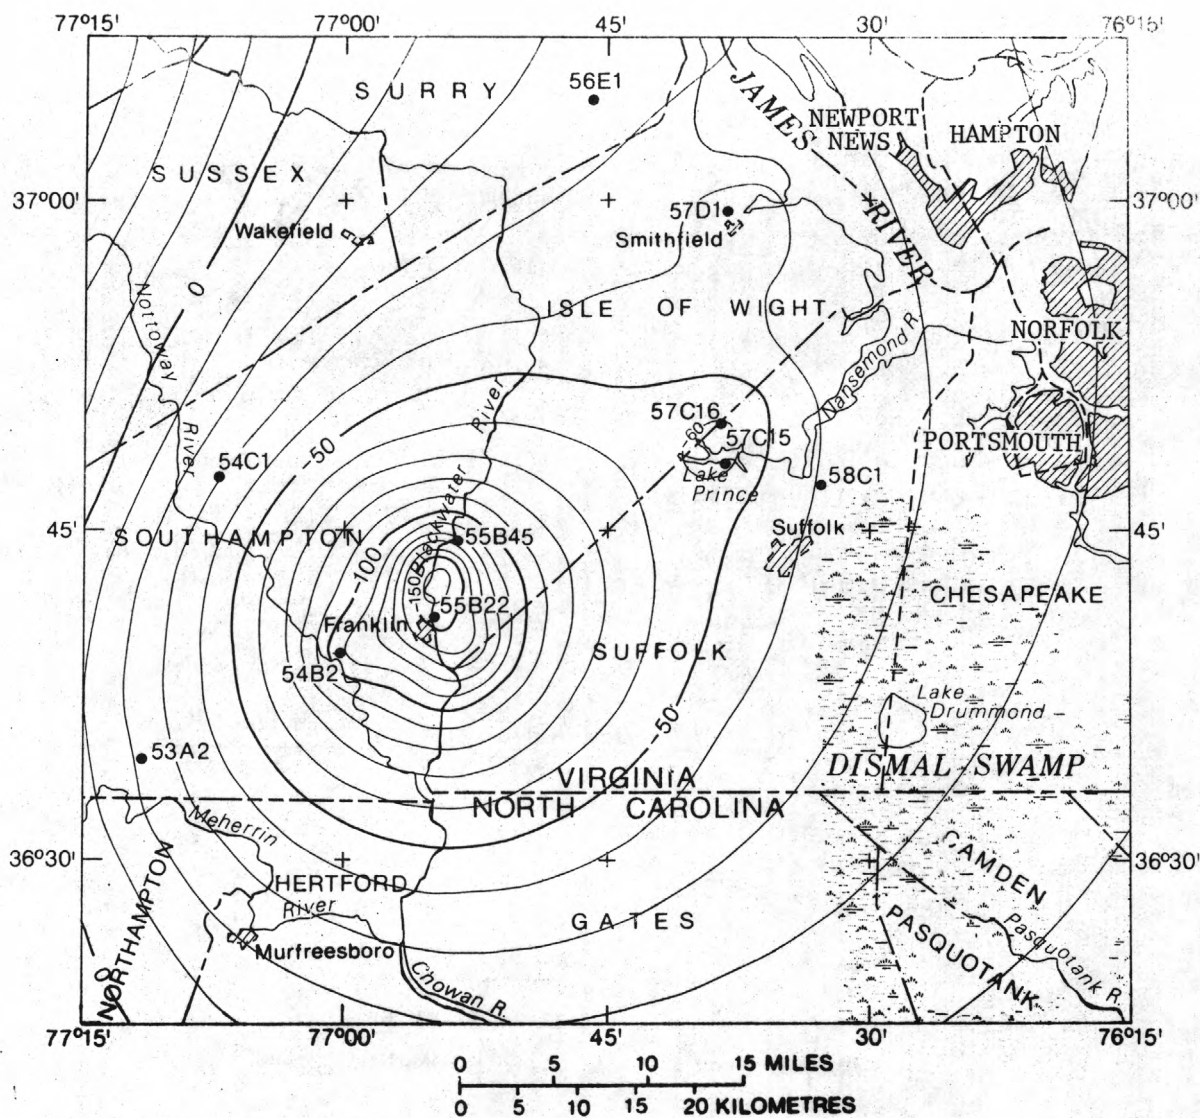 77°15'
77°00'
45'
30'
76°15'
SURRY
56E1
JAMES
NEWPORT
NEWS
HAMPTON
SUSSEX
37°00'
37°00'
57D1
RIVER
Wakefield
Smithfield
0
Nottoway
ISLE OF WIGHT
NORFOLK
Nansemond R.
River
57C16
-60
57C15
PORTSMOUTH
River
54C1
-50
Lake
Prince
58C1
Blackwater
45'
SOUTHAMPTON
55B45
Suffolk
45'
-100
-150
55B22
CHESAPEAKE
Franklin
SUFFOLK
54B2
Lake
Drummond
-50
53A2
DISMAL SWAMP
VIRGINIA
NORTH CAROLINA
Meherrin
CAMDEN
36°30'
36°30'
HERTFORD
River
NORTHAMPTON
GATES
PASQUOTANK
Pasquotank R.
Murfreesboro
Chowan R.
0
77°15'
77°00'
45'
30'
76°15'
0 5 10 15 MILES
0 5 10 15 20 KILOMETRES